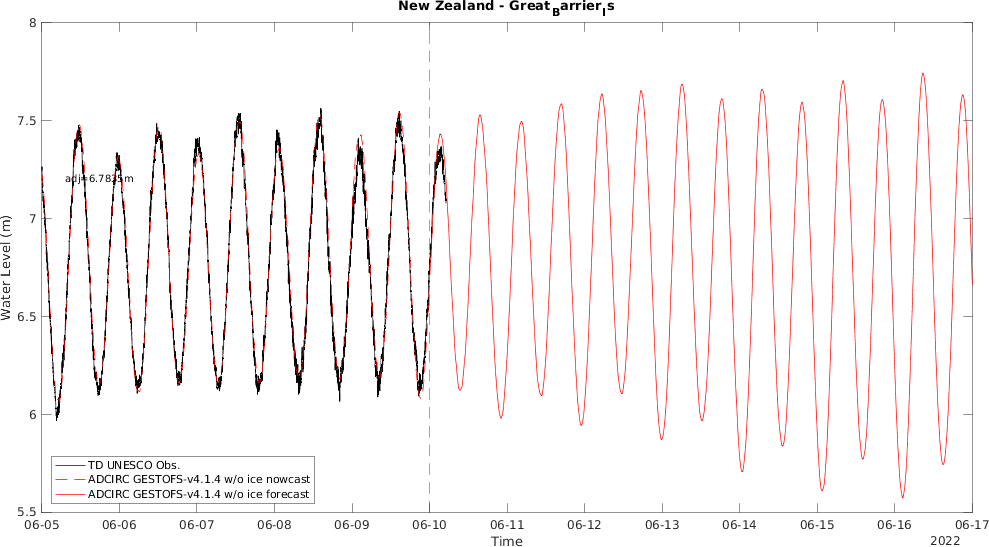 New Zealand - Great_Barrier_Is
8
7.5
7
6.5
6
5.5
Water Level (m)
adj=6.7835m
TD UNESCO Obs.
ADCIRC GESTOFS-v4.1.4 w/o ice nowcast
ADCIRC GESTOFS-v4.1.4 w/o ice forecast
06-05 06-06 06-07 06-08 06-09 06-10 06-11 06-12 06-13 06-14 06-15 06-16 06-17
Time
2022